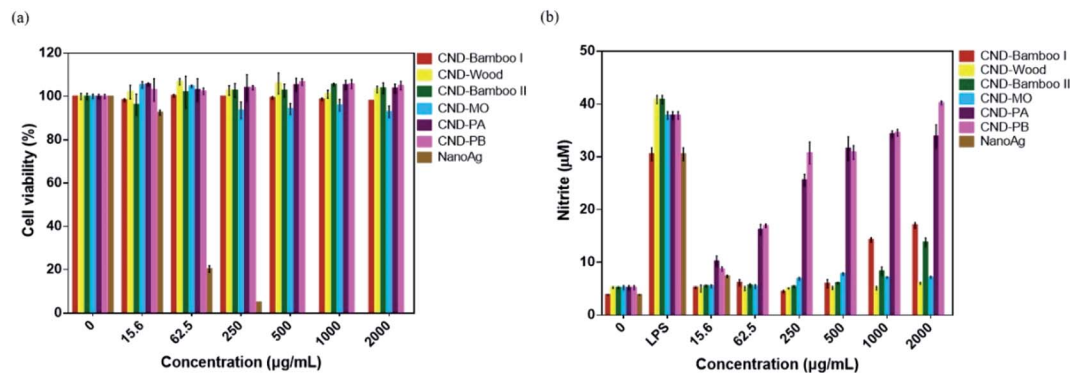 (a)
120
100
80
60
40
20
0
Cell viability (%)
0
15.6
62.5
250
500
1000
2000
Concentration (µg/mL)
CND-Bamboo I
CND-Wood
CND-Bamboo II
CND-MO
CND-PA
CND-PB
NanoAg
(b)
50
40
30
20
10
0
Nitrite (µM)
0
LPS
15.6
62.5
250
500
1000
2000
Concentration (µg/mL)
CND-Bamboo I
CND-Wood
CND-Bamboo II
CND-MO
CND-PA
CND-PB
NanoAg